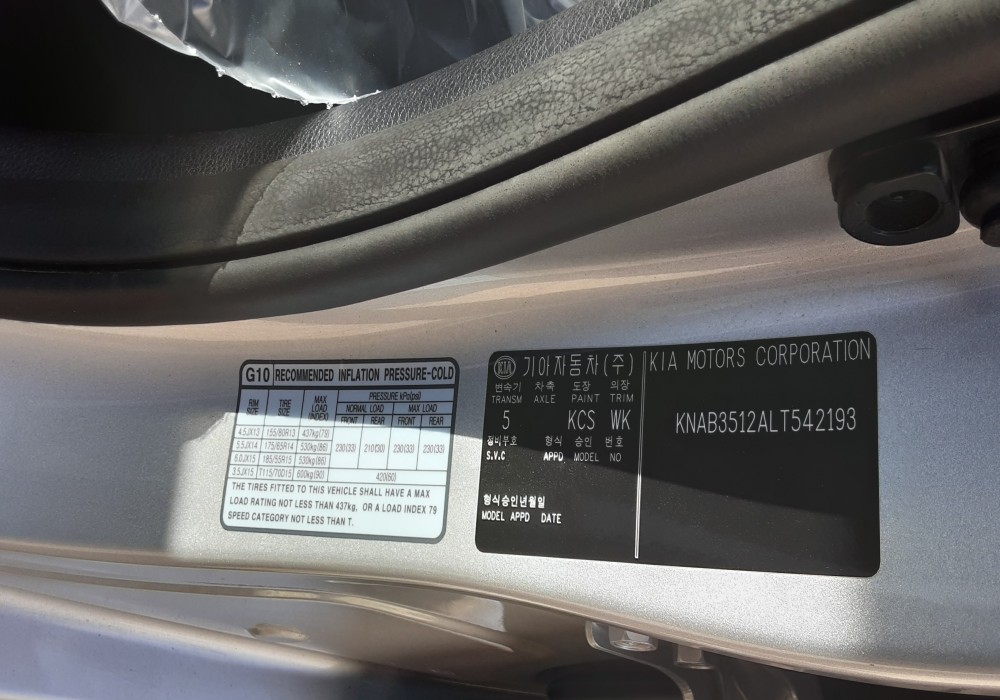 G10 RECOMMENDED INFLATION PRESSURE-COLD
RIM SIZE TIRE SIZE MAX LOAD (INDEX) PRESSURE kPa(psi)
NORMAL LOAD MAX LOAD
FRONT REAR FRONT REAR
4.5JX13 155/80R13 437kg(79)
5.5JX14 175/65R14 530kg(86) 230(33) 210(30) 230(33) 230(33)
6.0JX15 185/55R15 530kg(86)
3.5JX15 T115/70D15 600kg(90) 420(60)
THE TIRES FITTED TO THIS VEHICLE SHALL HAVE A MAX
LOAD RATING NOT LESS THAN 437kg, OR A LOAD INDEX 79
SPEED CATEGORY NOT LESS THAN T.
KIA 기아자동차(주)
변속기 차축 도장 의장
TRANSM AXLE PAINT TRIM
5 KCS WK
정비부호 형식 승인 번호
S.V.C APPD MODEL NO
형식승인년월일
MODEL APPD DATE
KIA MOTORS CORPORATION
KNAB3512ALT542193